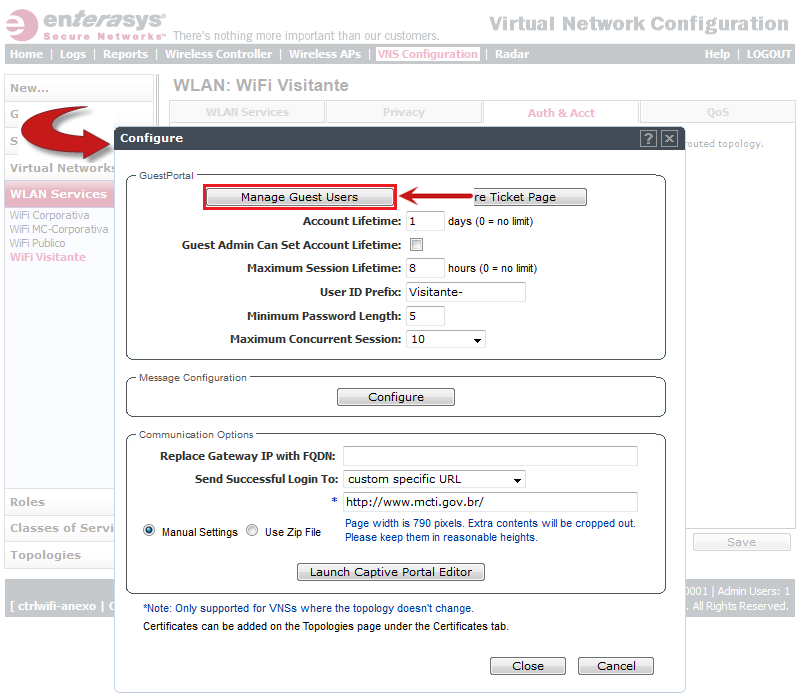 enterasys
Secure Networks™
There's nothing more important than our customers.
Virtual Network Configuration
Home | Logs | Reports | Wireless Controller | Wireless APs | VNS Configuration | Radar
Help | LOGOUT
New...
WLAN: WiFi Visitante
WLAN Services
Privacy
Auth & Acct
QoS
G
S
routed topology.
Virtual Networks
WLAN Services
WiFi Corporativa
WiFi MC-Corporativa
WiFi Publico
WiFi Visitante
Configure
? X
GuestPortal
Manage Guest Users
re Ticket Page
Account Lifetime: 1 days (0 = no limit)
Guest Admin Can Set Account Lifetime:
Maximum Session Lifetime: 8 hours (0 = no limit)
User ID Prefix: Visitante-
Minimum Password Length: 5
Maximum Concurrent Session: 10
Message Configuration
Configure
Communication Options
Replace Gateway IP with FQDN:
Send Successful Login To: custom specific URL
* http://www.mcti.gov.br/
Manual Settings Use Zip File
Page width is 790 pixels. Extra contents will be cropped out.
Please keep them in reasonable heights.
Launch Captive Portal Editor
*Note: Only supported for VNSs where the topology doesn't change.
Certificates can be added on the Topologies page under the Certificates tab.
Close
Cancel
Roles
Classes of Servi
Topologies
Save
[ ctrlwifi-anexo |
0001 | Admin Users: 1
. All Rights Reserved.